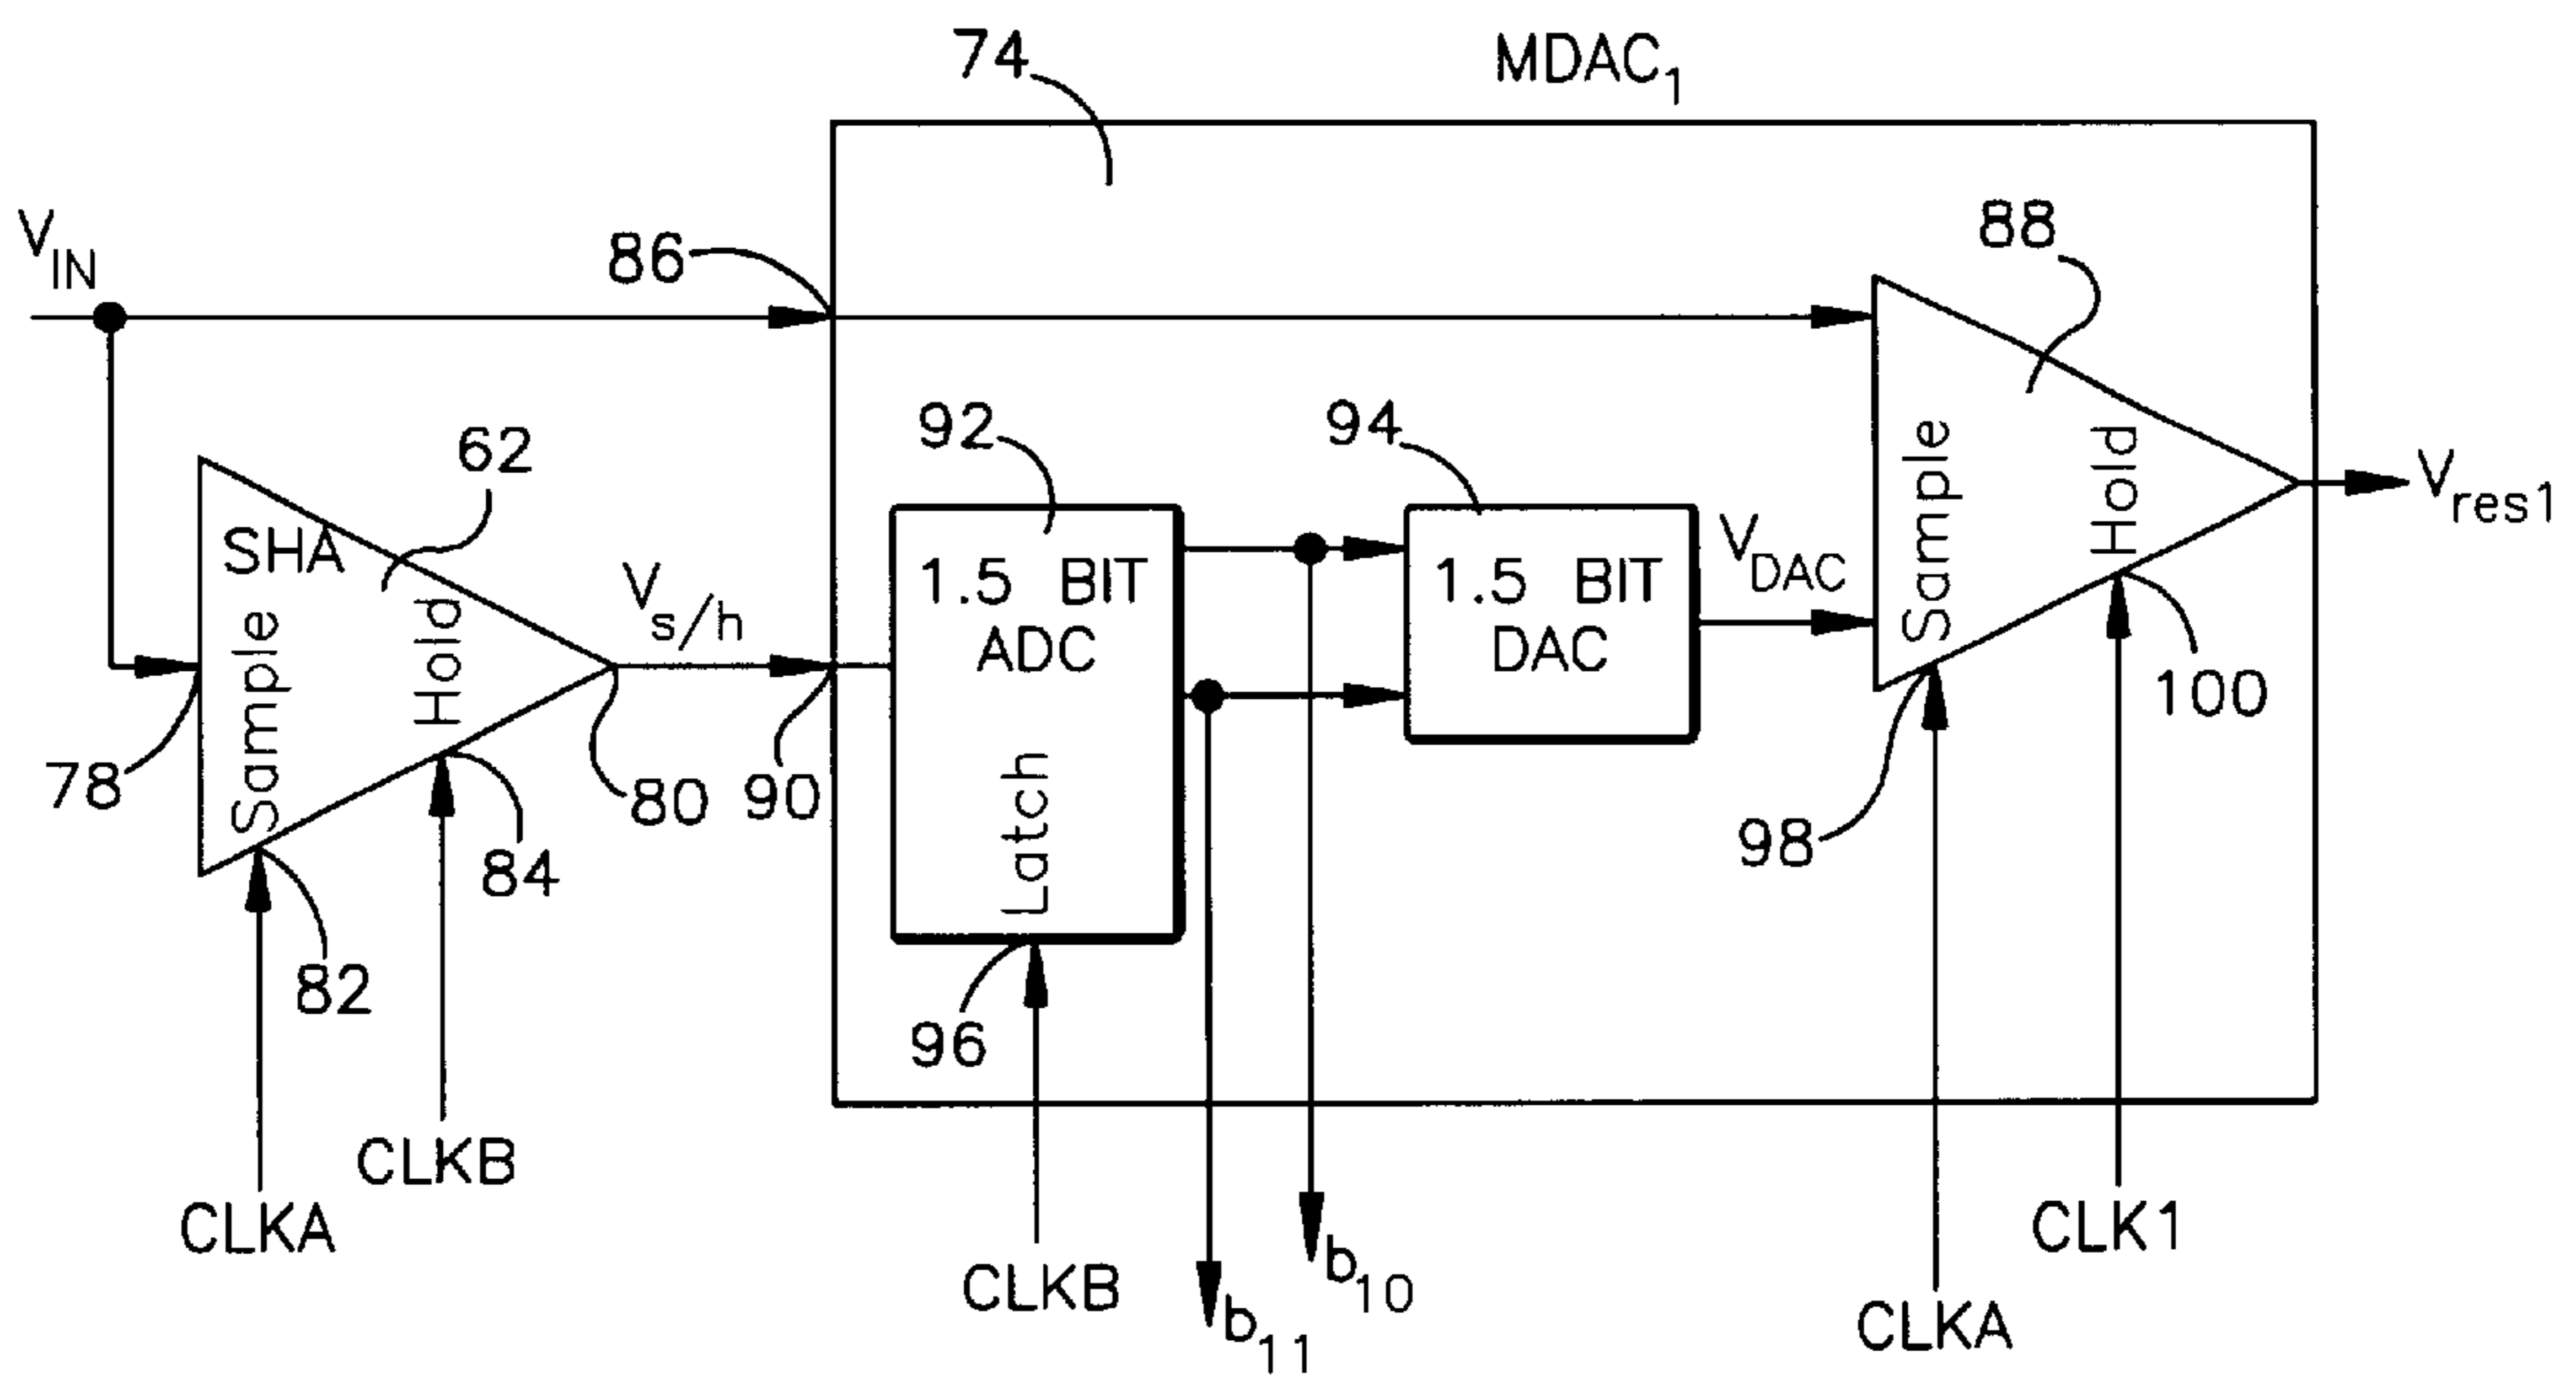 74
MDAC1
VIN
86
88
62
92
94
SHA
Sample
Hold
Vs/h
1.5 BIT
ADC
Latch
1.5 BIT
DAC
VDAC
Sample
Hold
Vres1
78
80
90
84
82
96
98
100
CLKA
CLKB
CLKB
b11
b10
CLKA
CLK1